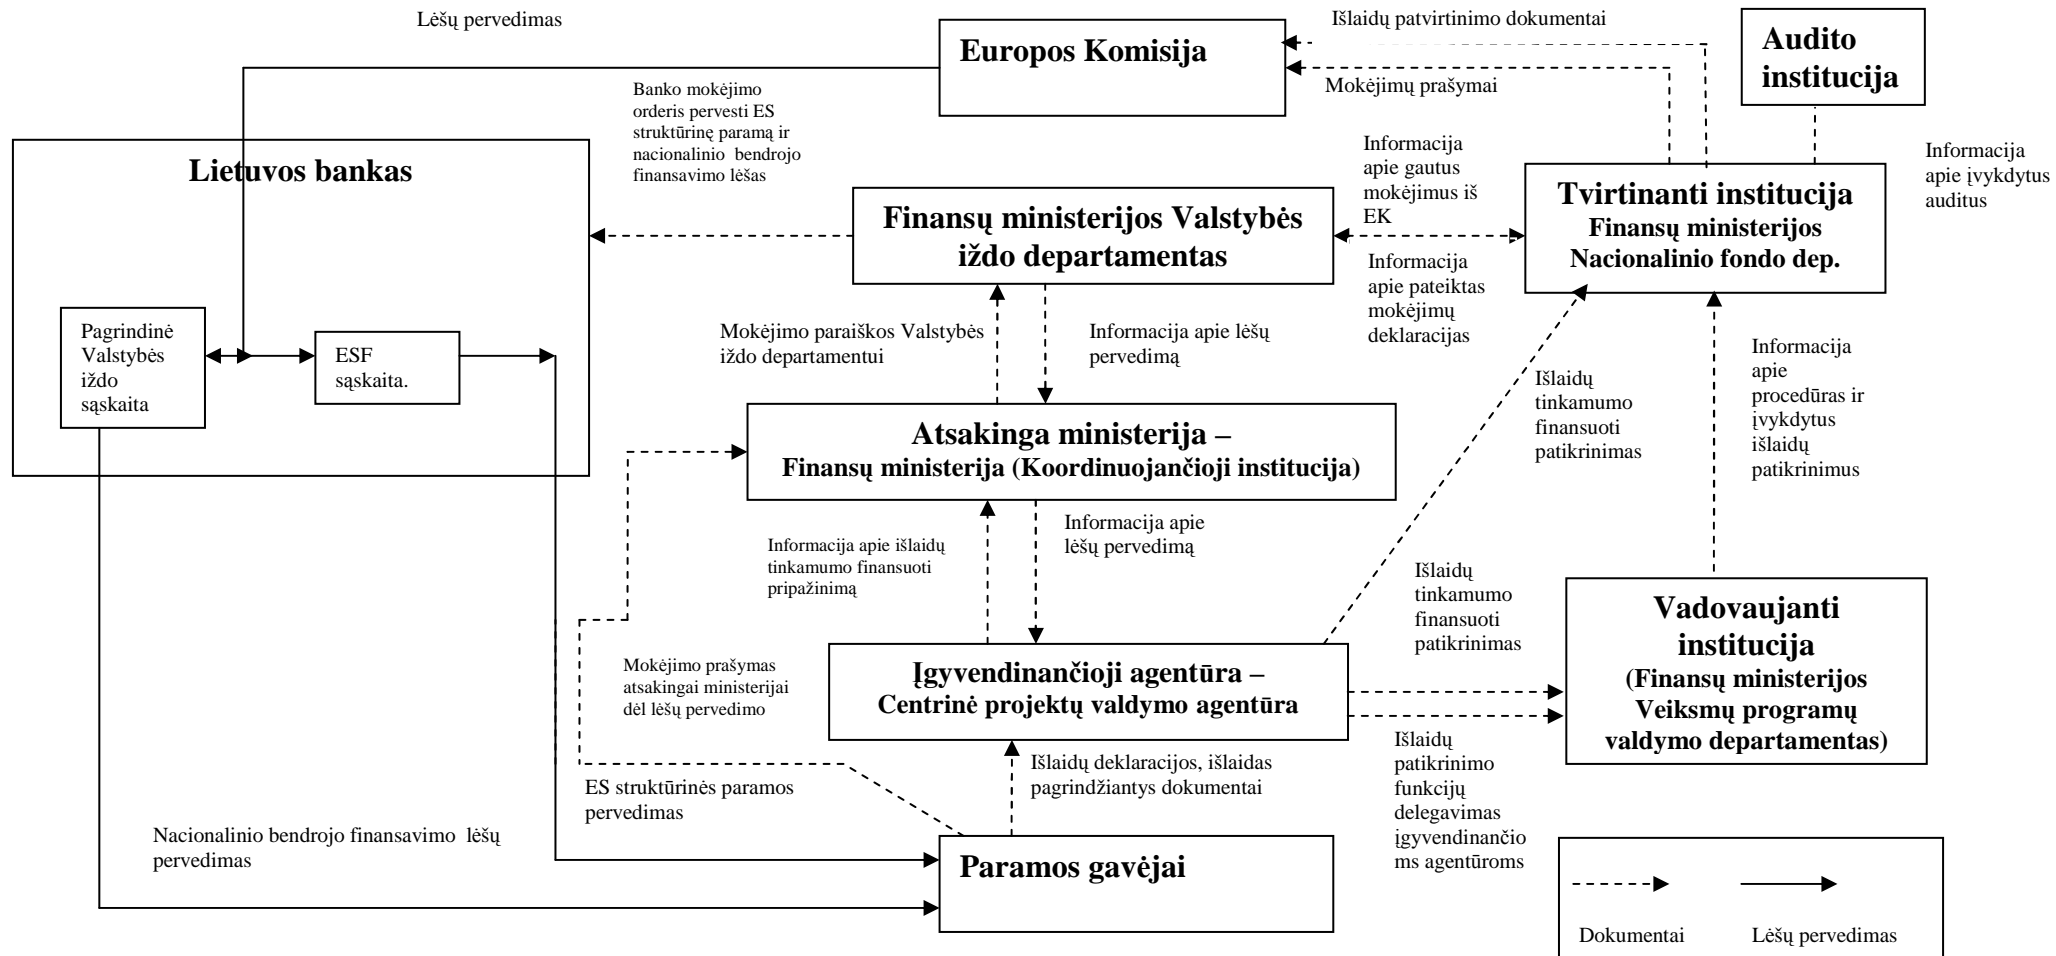 Lėšų pervedimas
Išlaidų patvirtinimo dokumentai
Europos Komisija
Audito
institucija
Mokėjimų prašymai
Banko mokėjimo
orderis pervesti ES
struktūrinę paramą ir
nacionalinio bendrojo
finansavimo lėšas
Lietuvos bankas
Informacija
apie gautus
mokėjimus iš
EK
Informacija
apie įvykdytus
auditus
Tvirtinanti institucija
Finansų ministerijos
Nacionalinio fondo dep.
Finansų ministerijos Valstybės
iždo departamentas
Informacija
apie pateiktas
mokėjimų
deklaracijas
Pagrindinė
Valstybės
iždo
sąskaita
ESF
sąskaita.
Mokėjimo paraiškos Valstybės
iždo departamentui
Informacija apie lėšų
pervedimą
Išlaidų
tinkamumo
finansuoti
patikrinimas
Informacija
apie
procedūras ir
įvykdytus
išlaidų
patikrinimus
Atsakinga ministerija –
Finansų ministerija (Koordinuojančioji institucija)
Informacija apie išlaidų
tinkamumo finansuoti
pripažinimą
Informacija apie
lėšų pervedimą
Išlaidų
tinkamumo
finansuoti
patikrinimas
Vadovaujanti
institucija
(Finansų ministerijos
Veiksmų programų
valdymo departamentas)
Mokėjimo prašymas
atsakingai ministerijai
dėl lėšų pervedimo
Įgyvendinančioji agentūra –
Centrinė projektų valdymo agentūra
Išlaidų
patikrinimo
funkcijų
delegavimas
įgyvendinančio
ms agentūroms
Išlaidų deklaracijos, išlaidas
pagrindžiantys dokumentai
ES struktūrinės paramos
pervedimas
Nacionalinio bendrojo finansavimo  lėšų
pervedimas
Paramos gavėjai
Dokumentai
Lėšų pervedimas